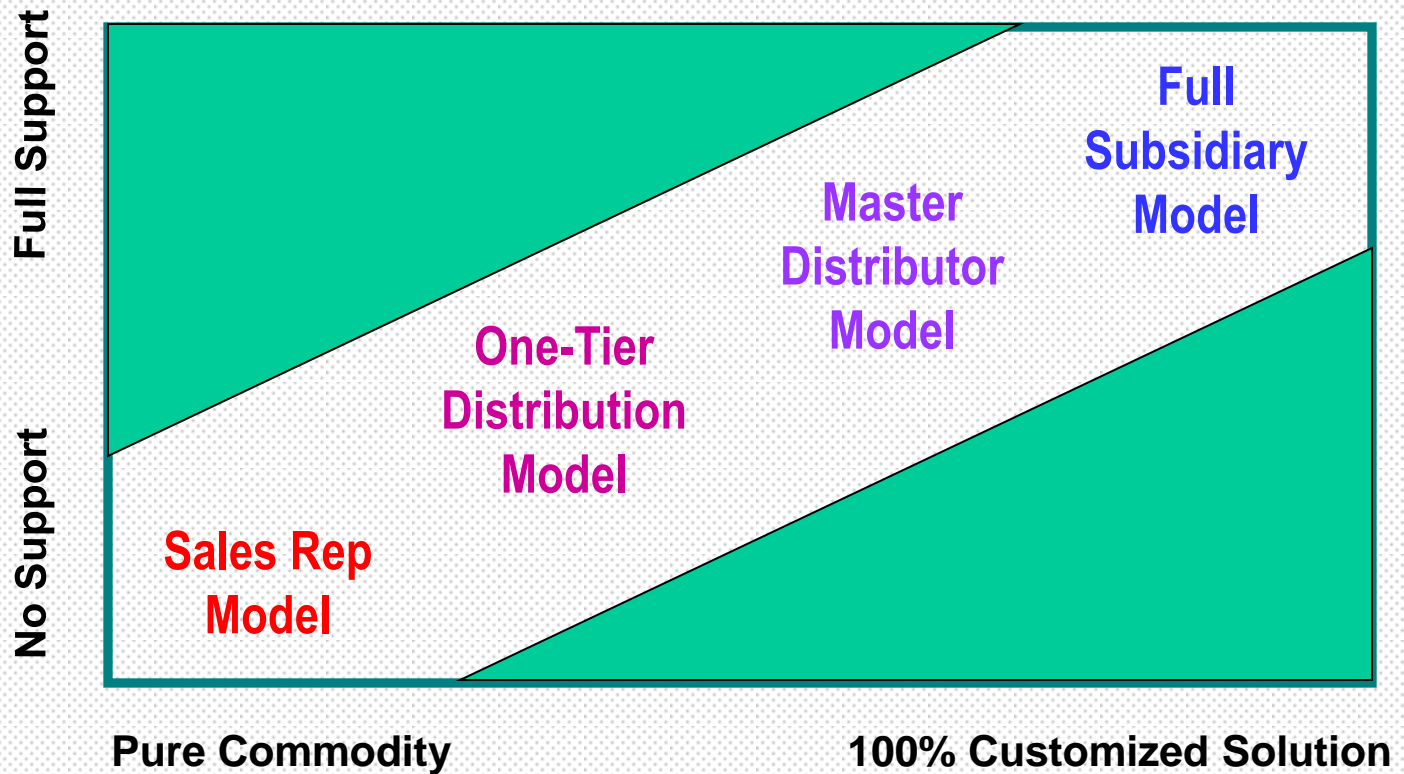 Full Support
No Support
Full
Subsidiary
Model
Master
Distributor
Model
One-Tier
Distribution
Model
Sales Rep
Model
Pure Commodity
100% Customized Solution